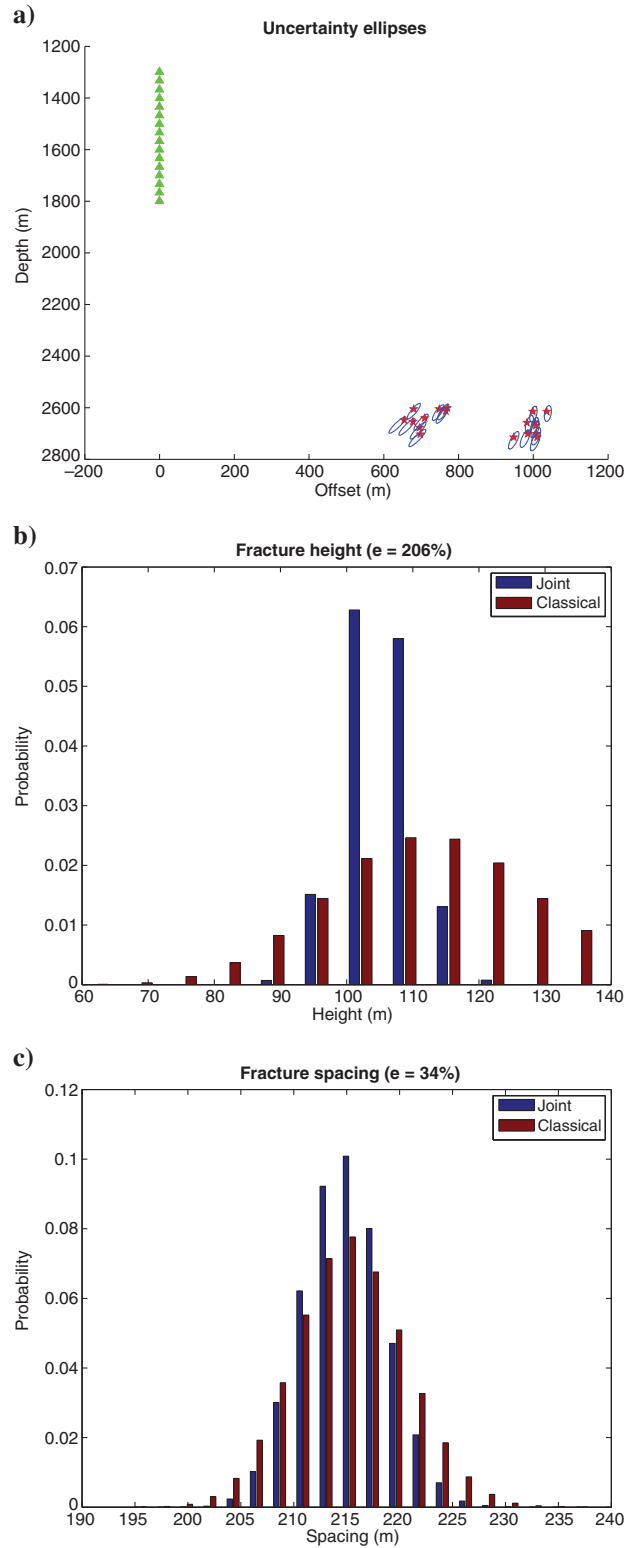 a)
Uncertainty ellipses
1200
1400
1600
1800
2000
2200
2400
2600
2800
Depth (m)
−200 0 200 400 600 800 1000 1200
Offset (m)
b)
Fracture height (e = 206%)
0.07
0.06
0.05
0.04
0.03
0.02
0.01
0
Probability
Joint
Classical
60 70 80 90 100 110 120 130 140
Height (m)
c)
Fracture spacing (e = 34%)
0.12
0.1
0.08
0.06
0.04
0.02
0
Probability
Joint
Classical
190 195 200 205 210 215 220 225 230 235 240
Spacing (m)